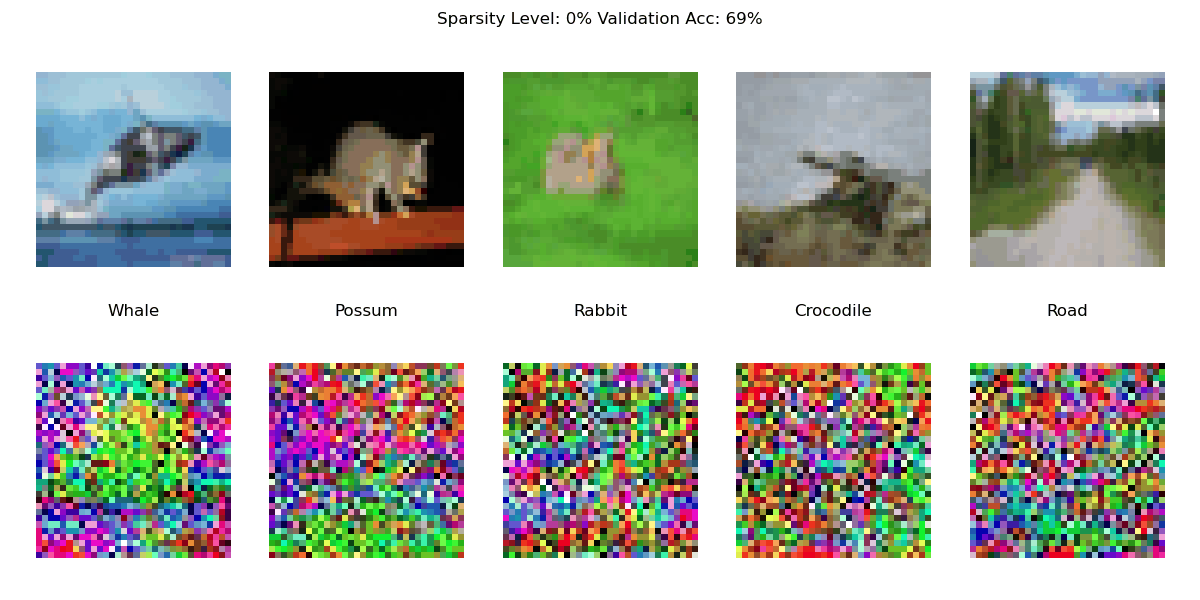 Sparsity Level: 0% Validation Acc: 69%
Whale
Possum
Rabbit
Crocodile
Road